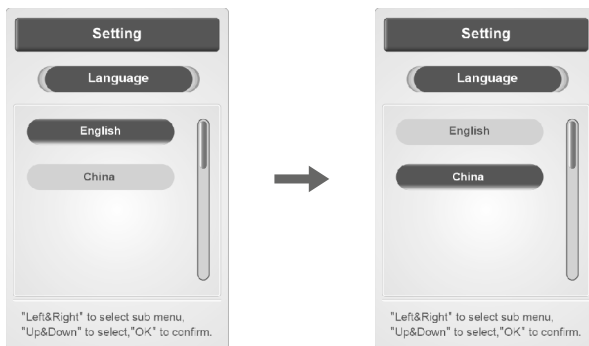 Setting
Language
English
China
"Left&Right" to select sub menu,
"Up&Down" to select,"OK" to confirm.
Setting
Language
English
China
"Left&Right" to select sub menu,
"Up&Down" to select,"OK" to confirm.